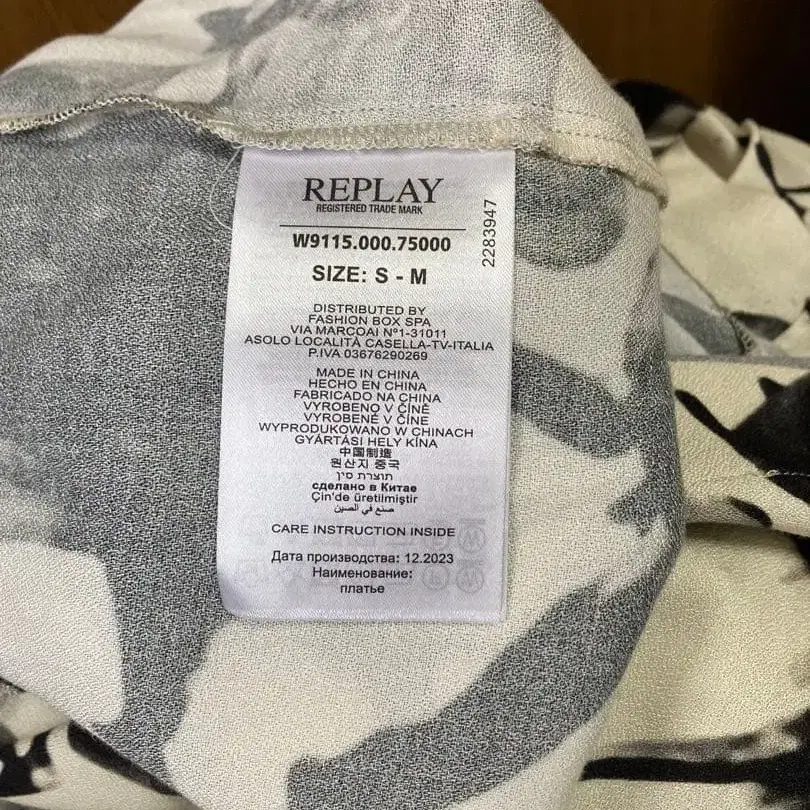 REPLAY
REGISTERED TRADE MARK
W9115.000.75000
2283947
SIZE: S - M
DISTRIBUTED BY
FASHION BOX SPA
VIA MARCOAI Nº1-31011
ASOLO LOCALITÀ CASELLA-TV-ITALIA
P.IVA 03676290269
MADE IN CHINA
HECHO EN CHINA
FABRICADO NA CHINA
VYROBENO V ČÍNĚ
VYROBENÉ V ČÍNE
WYPRODUKOWANO W CHINACH
GYÁRTÁSI HELY KÍNA
中国制造
원산지 중국
תוצרת סין
сделано в Китае
Çin'de üretilmiştir
صنع في الصين
CARE INSTRUCTION INSIDE
Дата производства: 12.2023
Наименование:
платье